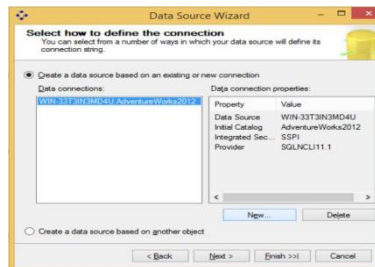 Data Source Wizard
Select how to define the connection
You can select from a number of ways in which your data source will define its
connection string.
Create a data source based on an existing or new connection
Data connections:
WIN-33T3IN3MD4U.AdventureWorks2012
Data connection properties:
Property Value
Data Source WIN-33T3IN3MD4U
Initial Catalog AdventureWorks2012
Integrated Sec... SSPI
Provider SQLNCLI11.1
New...
Delete
Create a data source based on another object
< Back
Next >
Finish >>|
Cancel